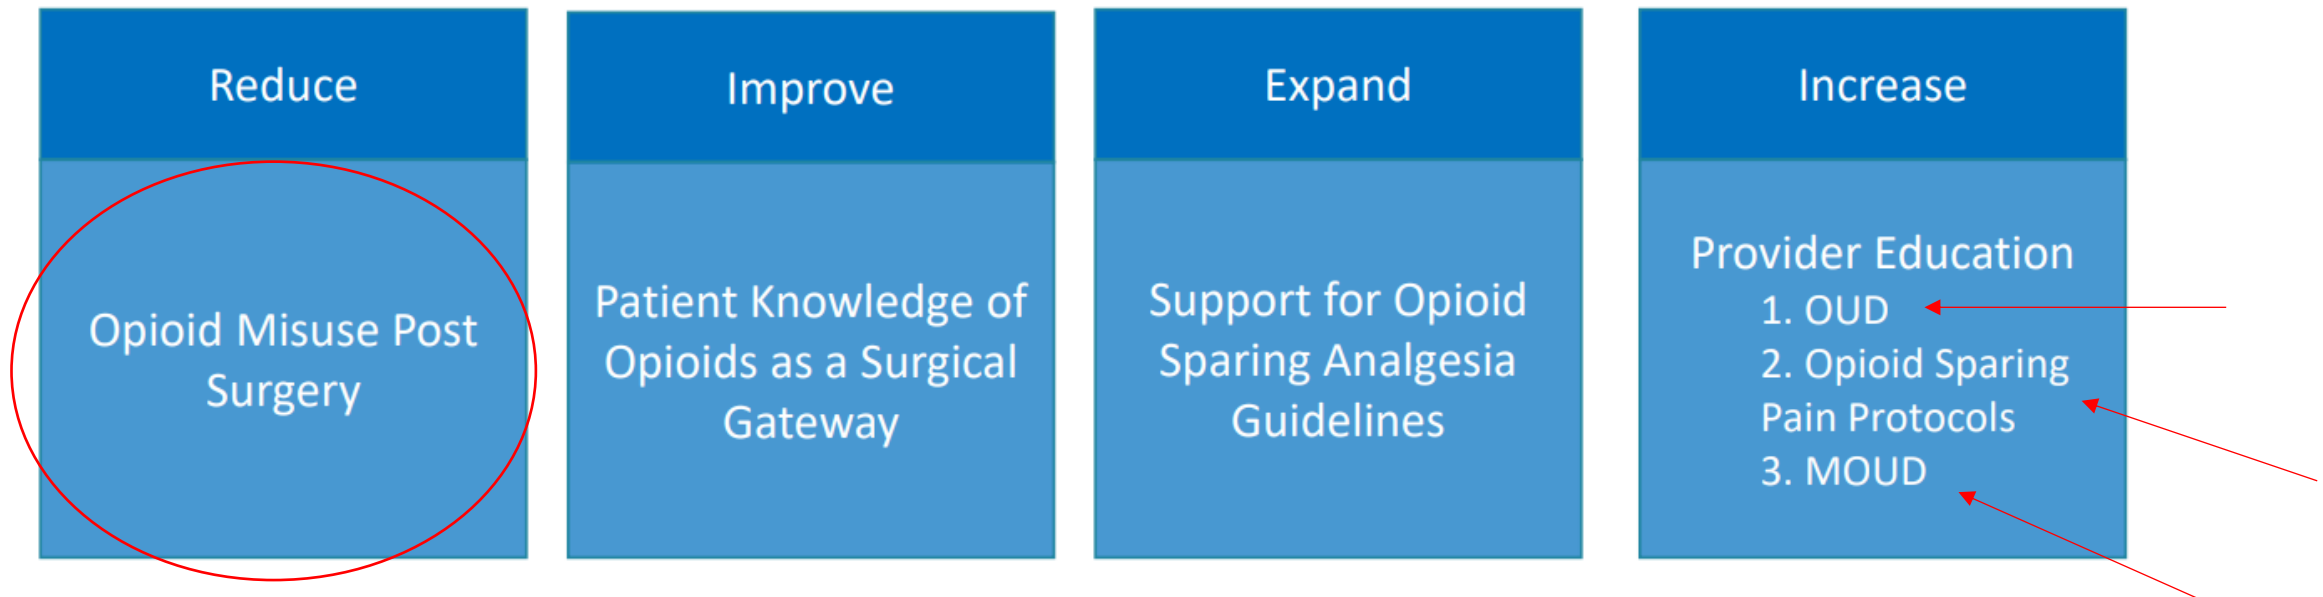 Reduce
Opioid Misuse Post
Surgery
Improve
Patient Knowledge of
Opioids as a Surgical
Gateway
Expand
Support for Opioid
Sparing Analgesia
Guidelines
Increase
Provider Education
1. OUD
2. Opioid Sparing
Pain Protocols
3. MOUD